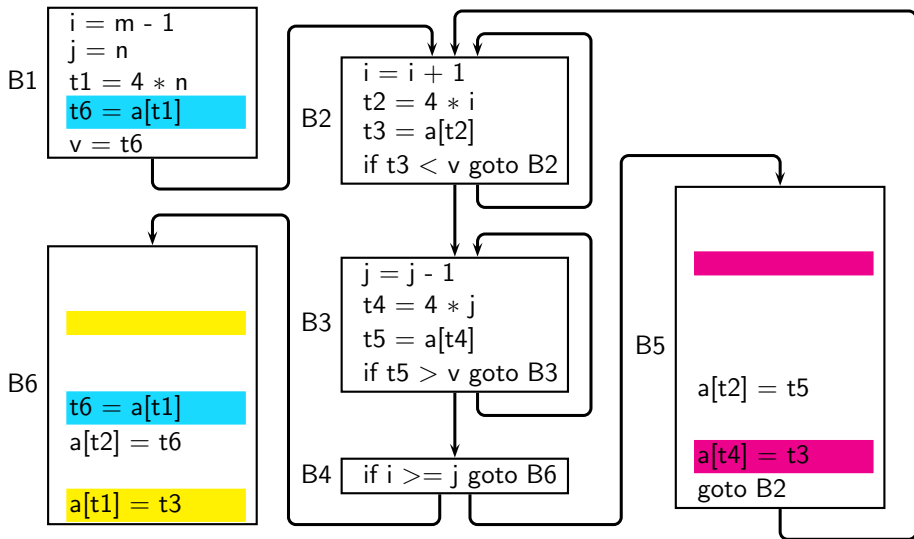 B1
i = m - 1
j = n
t1 = 4 * n
t6 = a[t1]
v = t6
B2
i = i + 1
t2 = 4 * i
t3 = a[t2]
if t3 < v goto B2
B3
j = j - 1
t4 = 4 * j
t5 = a[t4]
if t5 > v goto B3
B4
if i >= j goto B6
B5
a[t2] = t5
a[t4] = t3
goto B2
B6
t6 = a[t1]
a[t2] = t6
a[t1] = t3